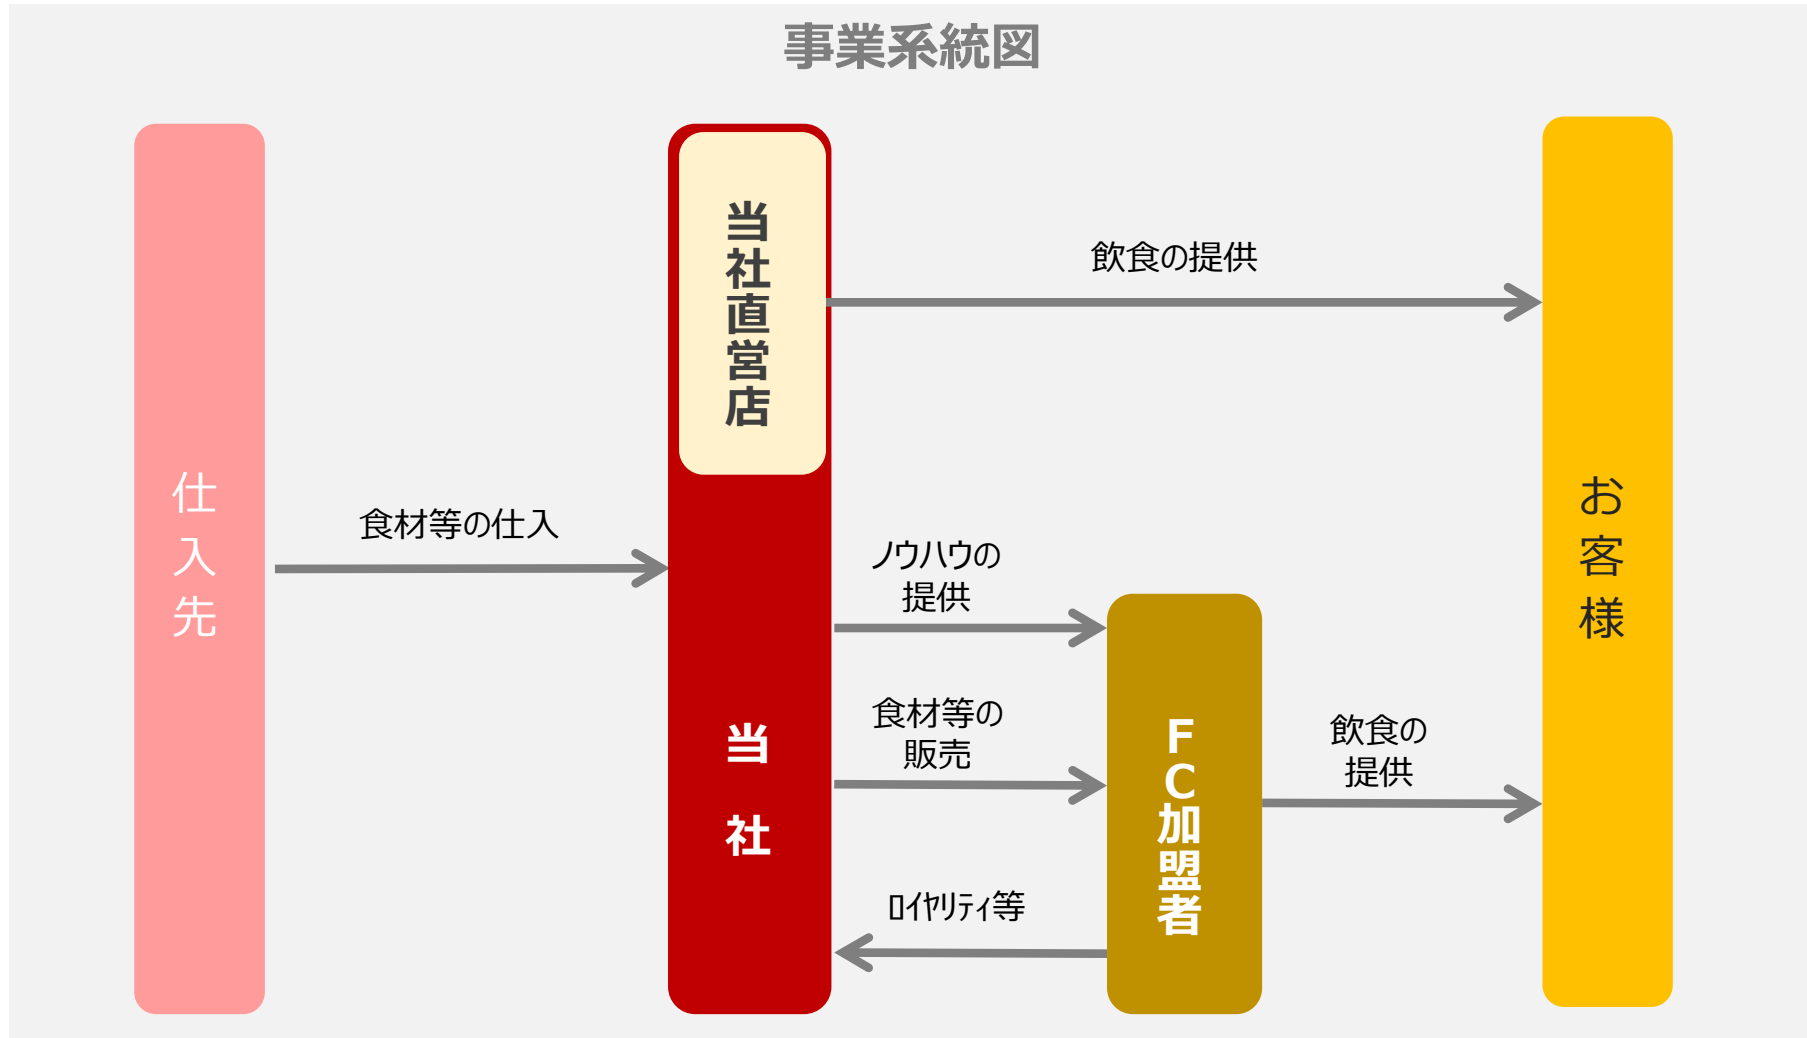 事業系統図
仕入先
食材等の仕入
当社直営店
当社
飲食の提供
ノウハウの
提供
食材等の
販売
ロイヤリティ等
FC加盟者
飲食の
提供
お客様